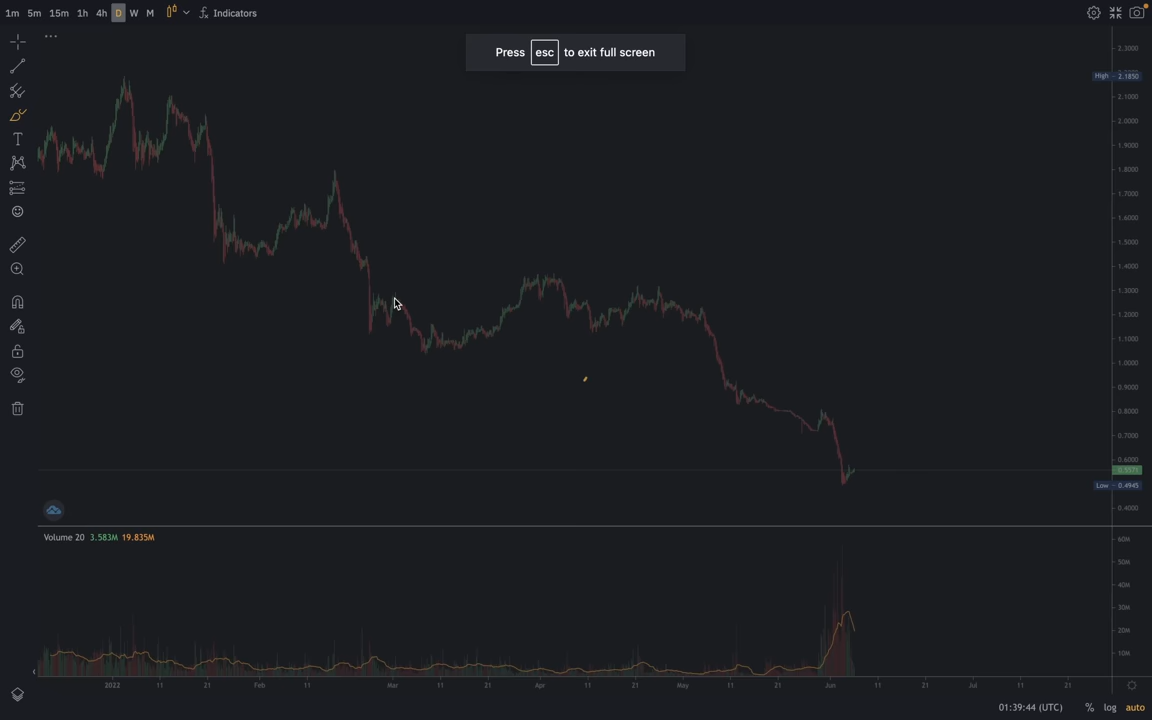 1m 5m 15m 1h 4h D W M Indicators
Press esc to exit full screen
2.3000
High 2.1850
2.1000
2.0000
1.9000
1.8000
1.7000
1.6000
1.5000
1.4000
1.3000
1.2000
1.1000
1.0000
0.9000
0.8000
0.7000
0.6000
0.5571
Low 0.4945
0.4000
Volume 20 3.583M 19.835M
60M
50M
40M
30M
20M
10M
2022 11 21 Feb 11 Mar 11 21 Apr 11 21 May 11 21 Jun 11 21 Jul 11 21
01:39:44 (UTC) % log auto